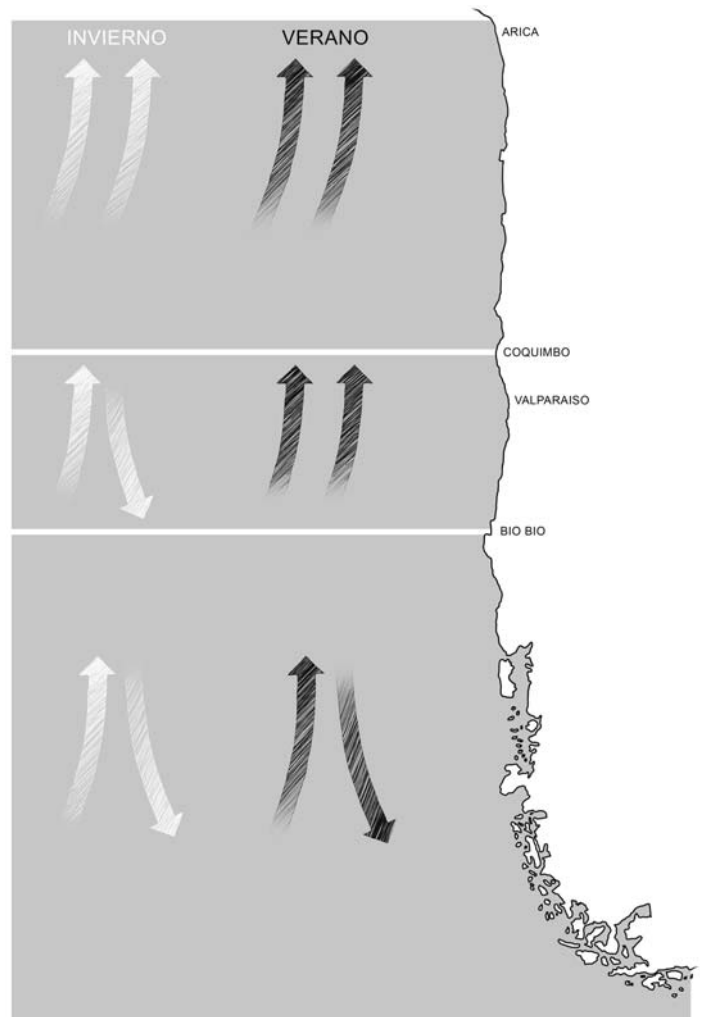 INVIERNO
VERANO
ARICA
COQUIMBO
VALPARAISO
BIO BIO